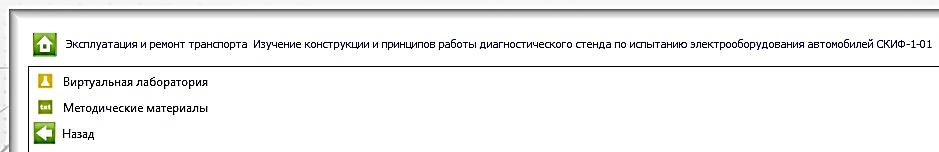 Эксплуатация и ремонт транспорта Изучение конструкции и принципов работы диагностического стенда по испытанию электрооборудования автомобилей СКИФ-1-01
Виртуальная лаборатория
txt Методические материалы
Назад